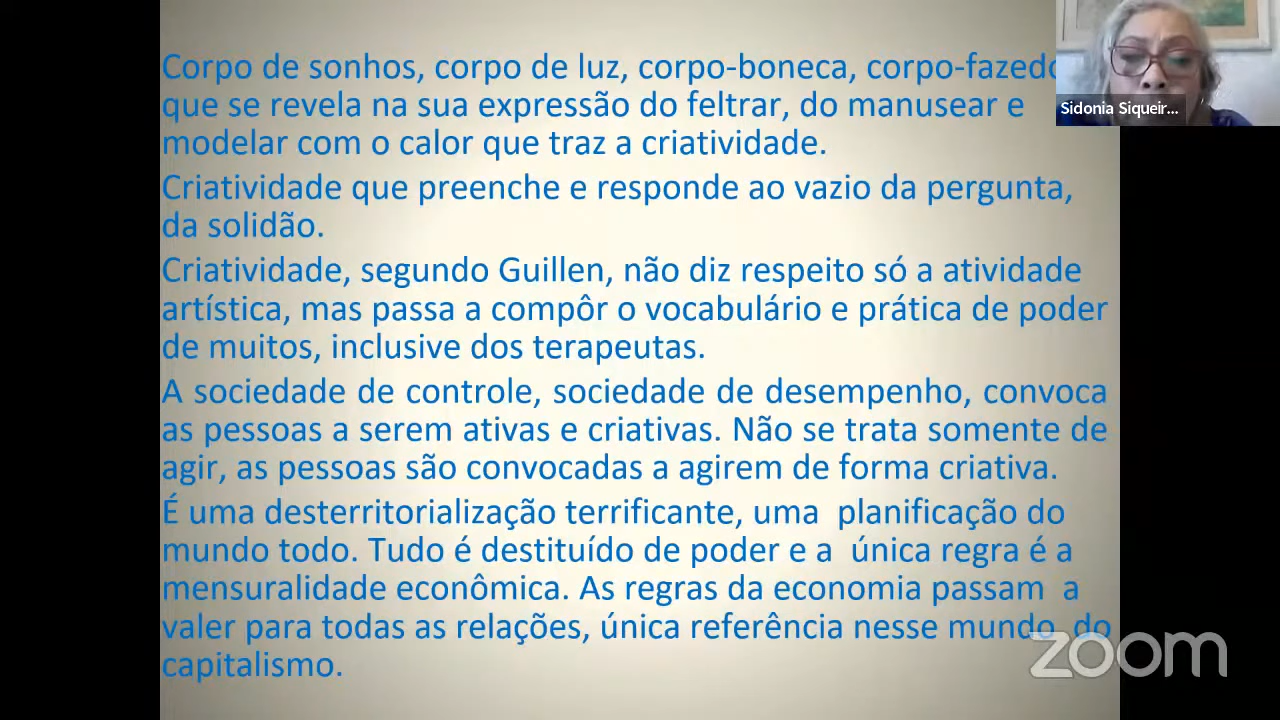 Corpo de sonhos, corpo de luz, corpo-boneca,
que se revela na sua expressão do feltrar, do manusear e
modelar com o calor que traz a criatividade.
Criatividade que preenche e responde ao vazio da pergunta,
da solidão.
Criatividade, segundo Guillen, não diz respeito só a atividade
artística, mas passa a compôr o vocabulário e prática de poder
de muitos, inclusive dos terapeutas.
A sociedade de controle, sociedade de desempenho, convoca
as pessoas a serem ativas e criativas. Não se trata somente de
agir, as pessoas são convocadas a agirem de forma criativa.
É uma desterritorialização terrificante, uma planificação do
mundo todo. Tudo é destituído de poder e a única regra é a
mensuralidade econômica. As regras da economia passam a
valer para todas as relações, única referência nesse mundo do
capitalismo.
Sidonia Siqueir...
zoom